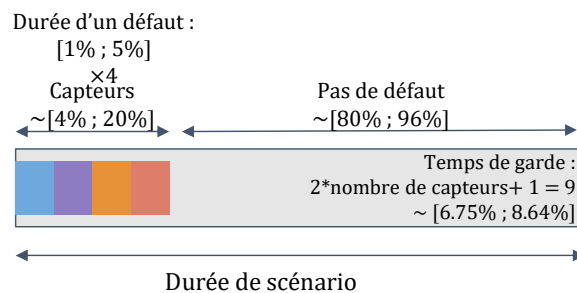 Durée d'un défaut :
[1% ; 5%]
×4
Capteurs
~[4% ; 20%]
Pas de défaut
~[80% ; 96%]
Temps de garde :
2*nombre de capteurs+ 1 = 9
~ [6.75% ; 8.64%]
Durée de scénario